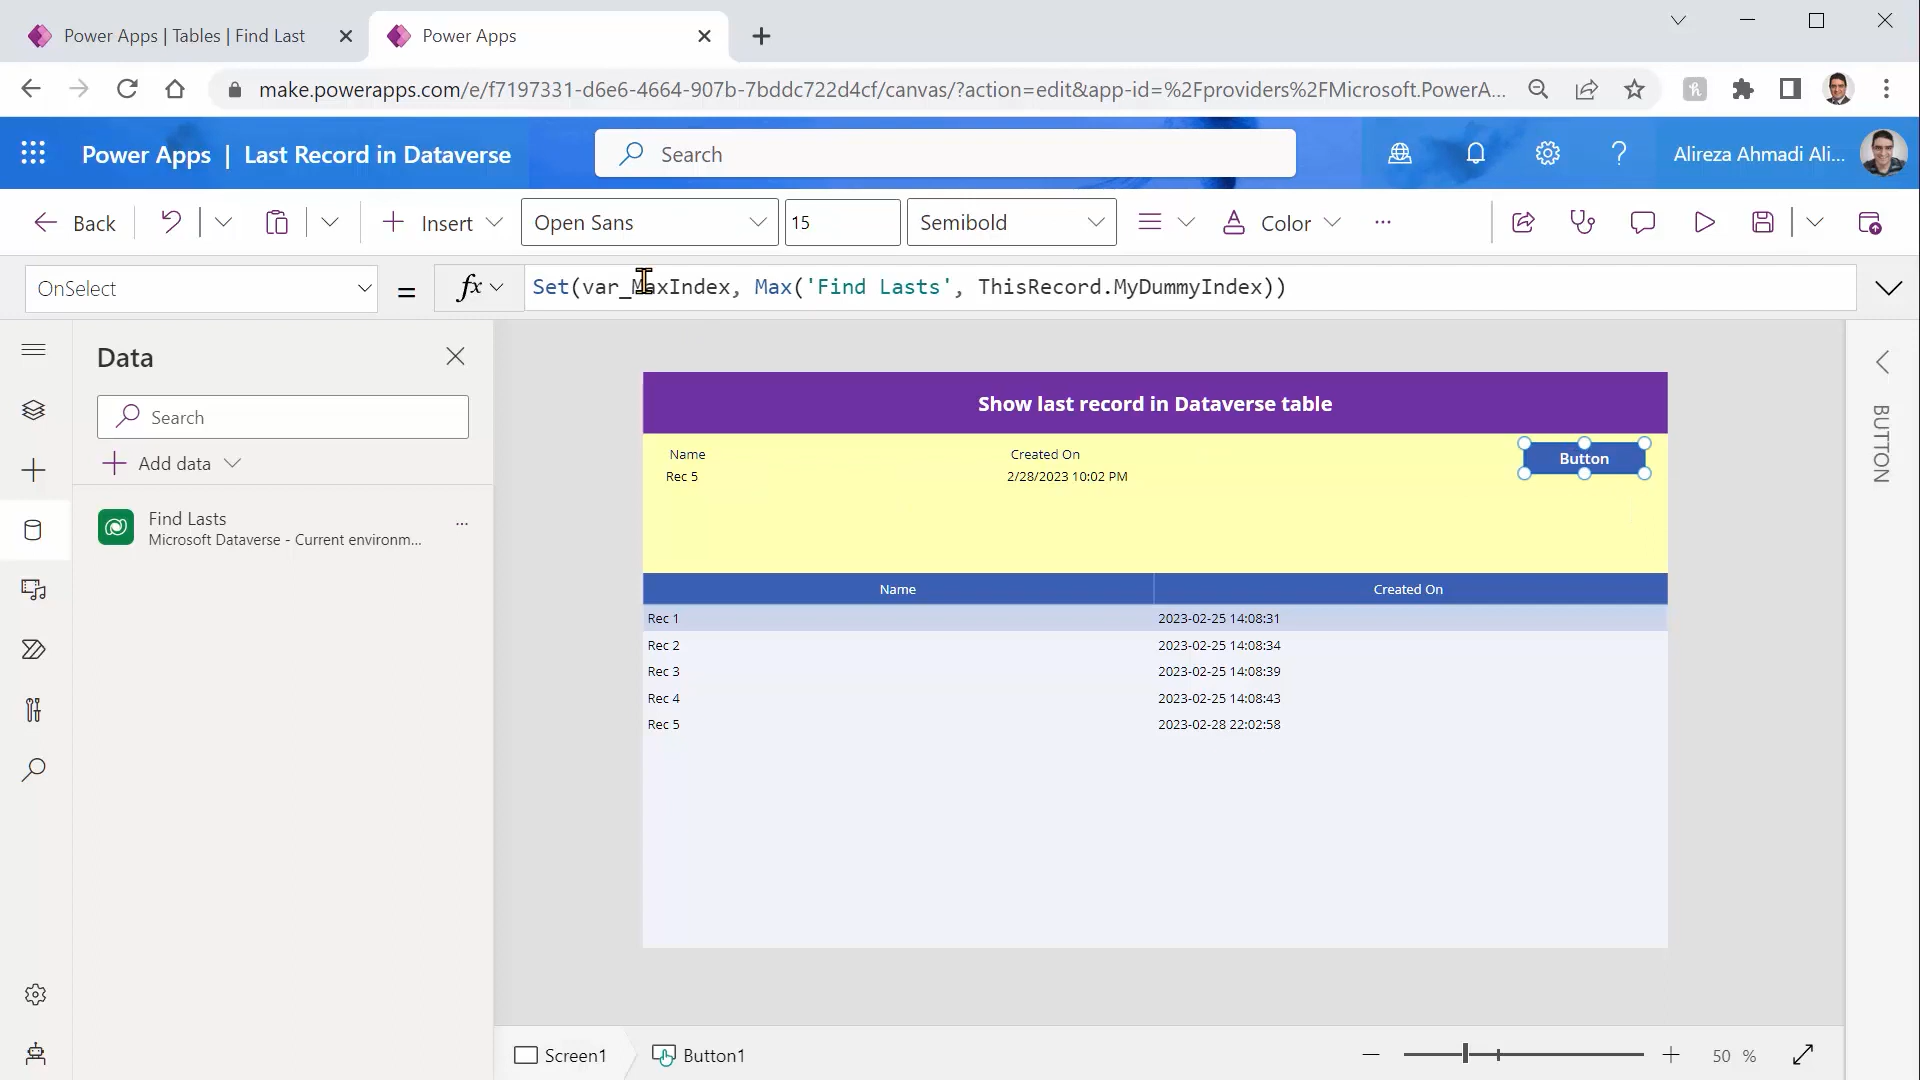 Power Apps | Tables | Find Last
Power Apps
make.powerapps.com/e/f7197331-d6e6-4664-907b-7bddc722d4cf/canvas/?action=edit&app-id=%2Fproviders%2FMicrosoft.PowerA...
Power Apps | Last Record in Dataverse
Search
Alireza Ahmadi Ali...
Back
Insert
Open Sans
15
Semibold
Color
...
OnSelect
=
fx
Set(var_MaxIndex, Max('Find Lasts', ThisRecord.MyDummyIndex))
Data
Search
Add data
Find Lasts
...
Microsoft Dataverse - Current environm...
BUTTON
Show last record in Dataverse table
Name Created On
Button
Rec 5 2/28/2023 10:02 PM
Name Created On
Rec 1 2023-02-25 14:08:31
Rec 2 2023-02-25 14:08:34
Rec 3 2023-02-25 14:08:39
Rec 4 2023-02-25 14:08:43
Rec 5 2023-02-28 22:02:58
Screen1
Button1
50 %